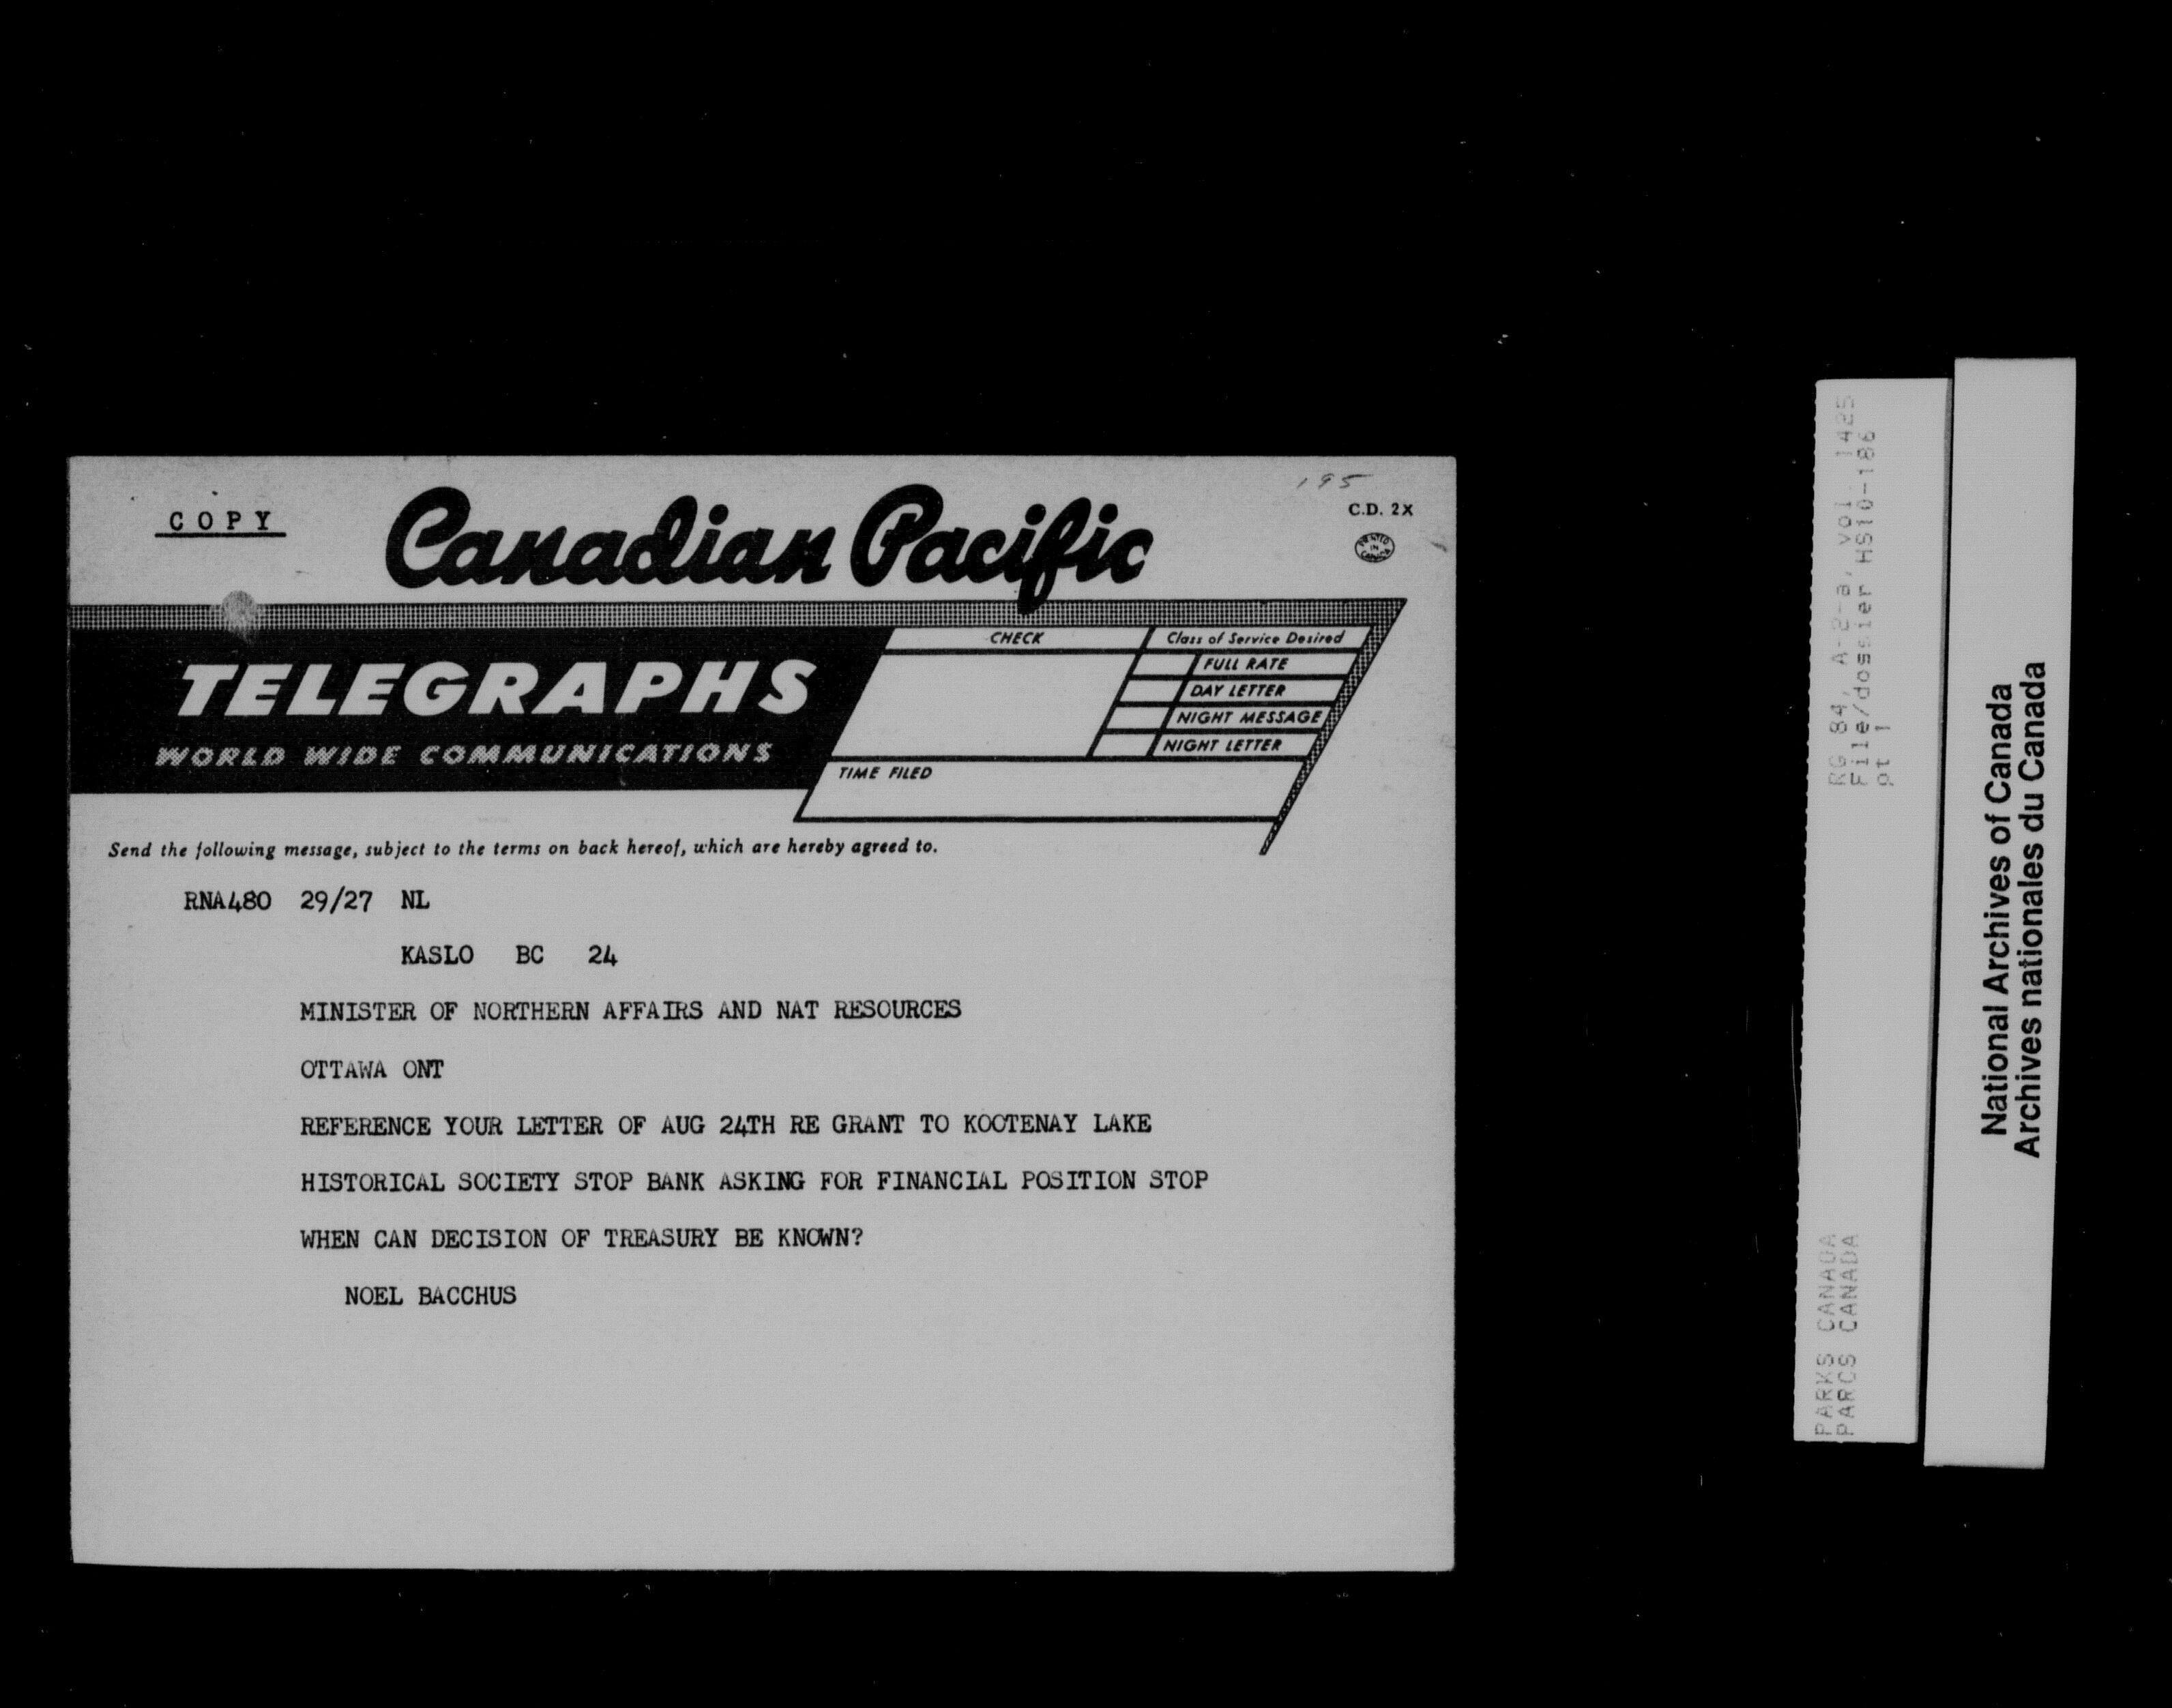 195
COPY
Canadian Pacific
C.D. 2X
PRINTED IN CANADA
TELEGRAPHS
WORLD WIDE COMMUNICATIONS
CHECK
Class of Service Desired
FULL RATE
DAY LETTER
NIGHT MESSAGE
NIGHT LETTER
TIME FILED
Send the following message, subject to the terms on back hereof, which are hereby agreed to.
RNA480 29/27 NL
KASLO BC 24
MINISTER OF NORTHERN AFFAIRS AND NAT RESOURCES
OTTAWA ONT
REFERENCE YOUR LETTER OF AUG 24TH RE GRANT TO KOOTENAY LAKE
HISTORICAL SOCIETY STOP BANK ASKING FOR FINANCIAL POSITION STOP
WHEN CAN DECISION OF TREASURY BE KNOWN?
NOEL BACCHUS
RG 84, A-2-a, vol. 1425
File/dossier HS10-186
pt 1
PARKS CANADA
PARCS CANADA
National Archives of Canada
Archives nationales du Canada